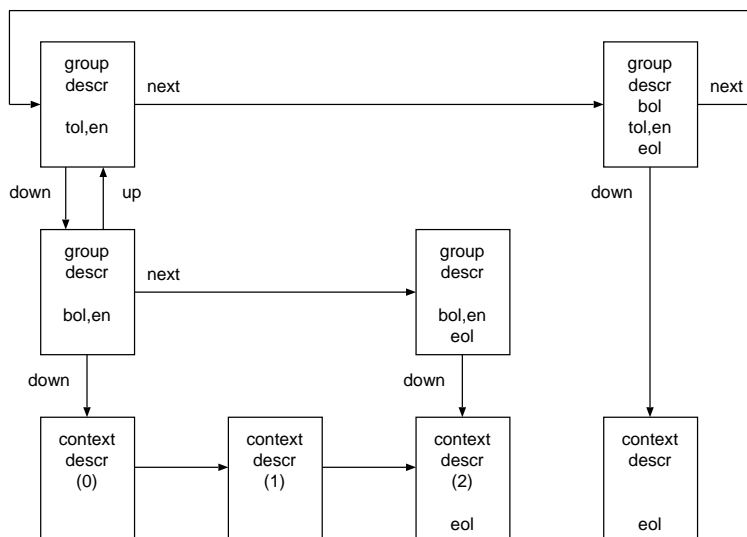 group
descr
tol,en
next
group
descr
bol
tol,en
eol
next
down
up
down
group
descr
bol,en
next
group
descr
bol,en
eol
down
down
context
descr
(0)
context
descr
(1)
context
descr
(2)
eol
context
descr
eol